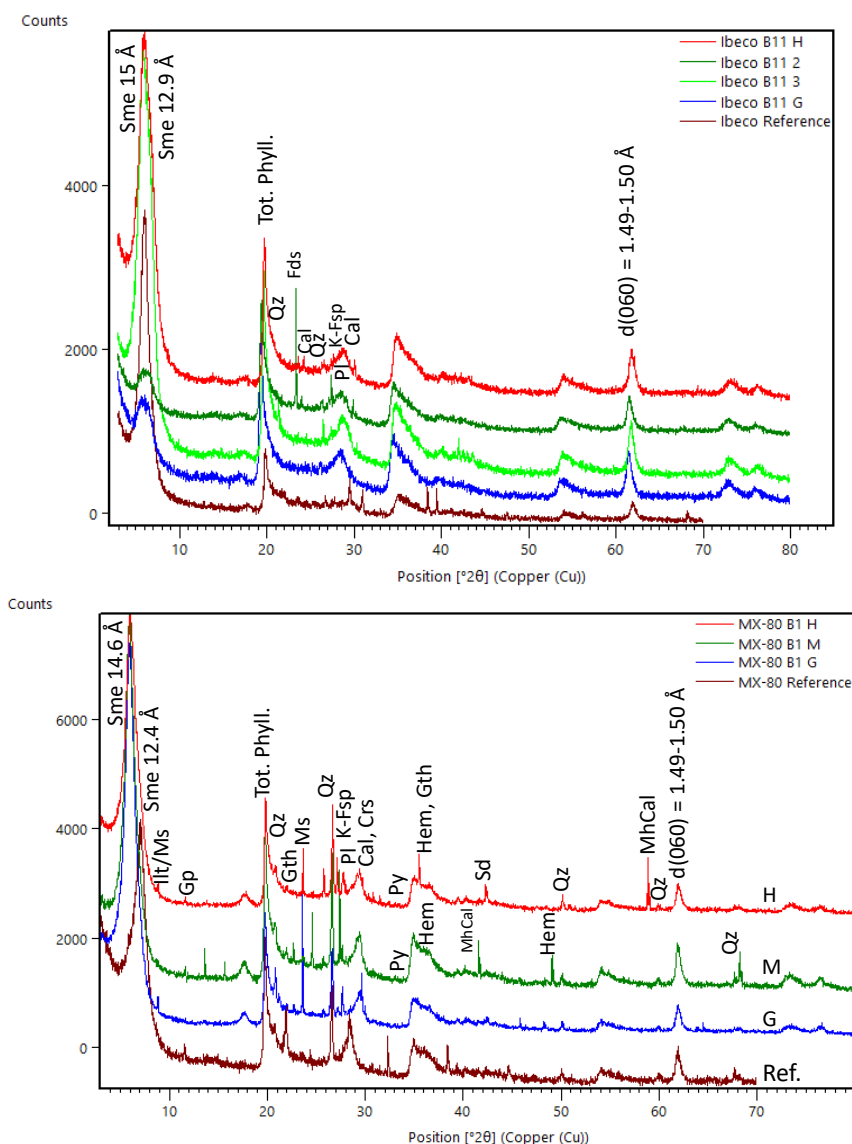 Counts
Ibeco B11 H
Ibeco B11 2
Ibeco B11 3
Ibeco B11 G
Ibeco Reference
Sme 15 Å
Sme 12.9 Å
Tot. Phyll.
Qz
Fds
Cal
Qz
K-Fsp
Pl
Cal
d(060) = 1.49-1.50 Å
4000
2000
0
10 20 30 40 50 60 70 80
Position [°2θ] (Copper (Cu))
Counts
MX-80 B1 H
MX-80 B1 M
MX-80 B1 G
MX-80 Reference
Sme 14.6 Å
Sme 12.4 Å
Ilt/Ms
Gp
Tot. Phyll.
Qz
Gth
Ms
Qz
Pl
K-Fsp
Cal, Crs
Py
Hem, Gth
Sd
Qz
MhCal
Qz
d(060) = 1.49-1.50 Å
H
Py
Hem
MhCal
Hem
Qz
M
G
Ref.
6000
4000
2000
0
10 20 30 40 50 60 70
Position [°2θ] (Copper (Cu))